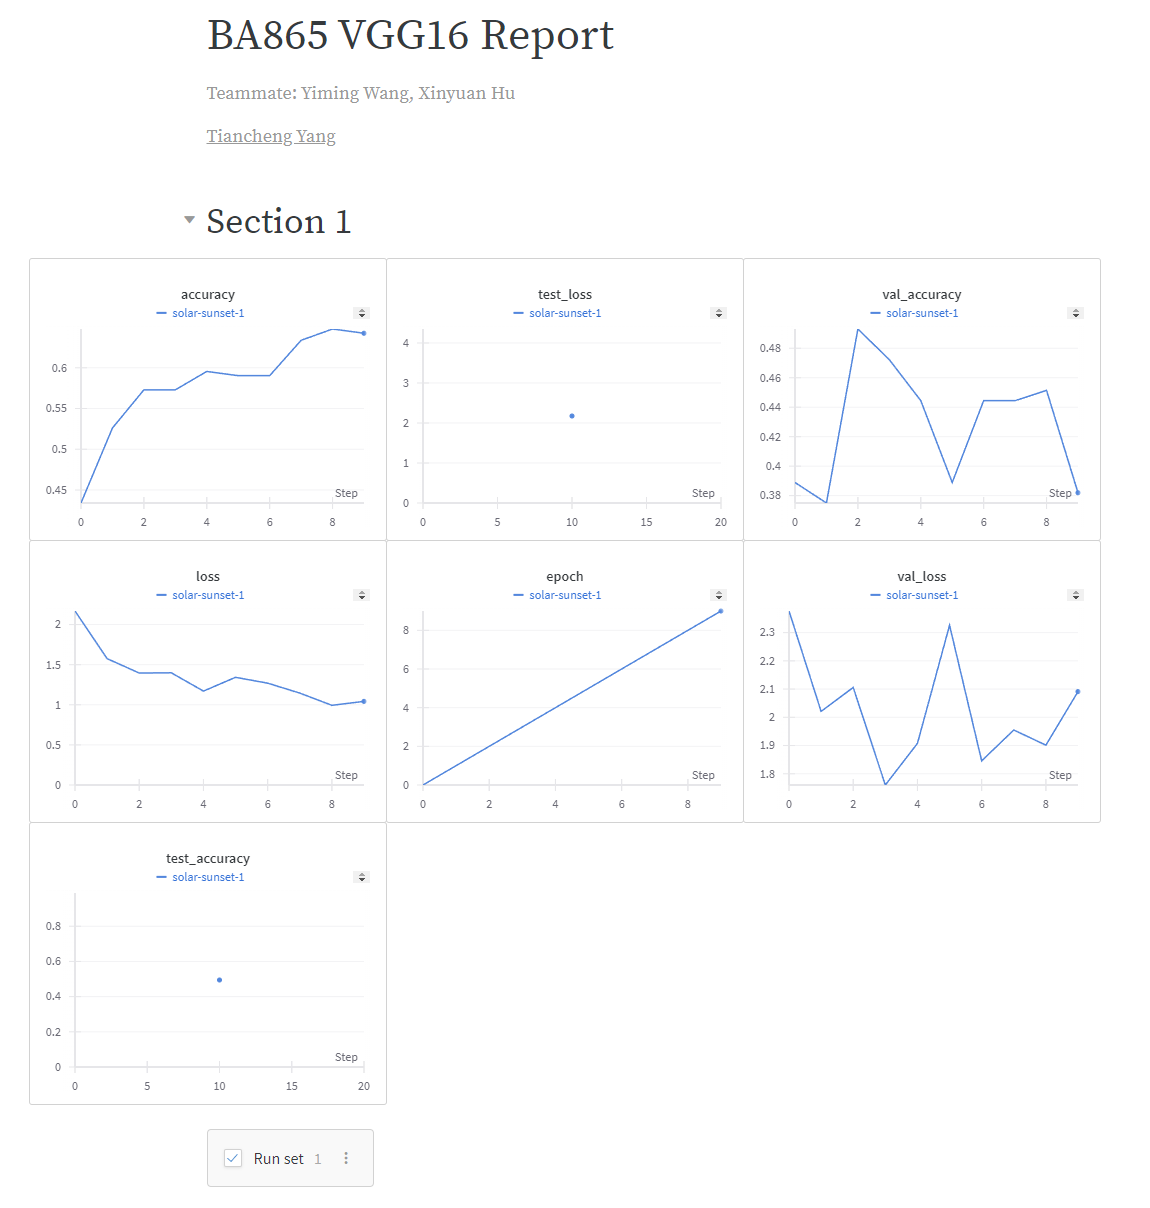 BA865 VGG16 Report
Teammate: Yiming Wang, Xinyuan Hu
Tiancheng Yang
Section 1
accuracy
solar-sunset-1
0.6
0.55
0.5
0.45
Step
0 2 4 6 8
test_loss
solar-sunset-1
4
3
2
1
0
Step
0 5 10 15 20
val_accuracy
solar-sunset-1
0.48
0.46
0.44
0.42
0.4
0.38
Step
0 2 4 6 8
loss
solar-sunset-1
2
1.5
1
0.5
0
Step
0 2 4 6 8
epoch
solar-sunset-1
8
6
4
2
0
Step
0 2 4 6 8
val_loss
solar-sunset-1
2.3
2.2
2.1
2
1.9
1.8
Step
0 2 4 6 8
test_accuracy
solar-sunset-1
0.8
0.6
0.4
0.2
0
Step
0 5 10 15 20
Run set 1